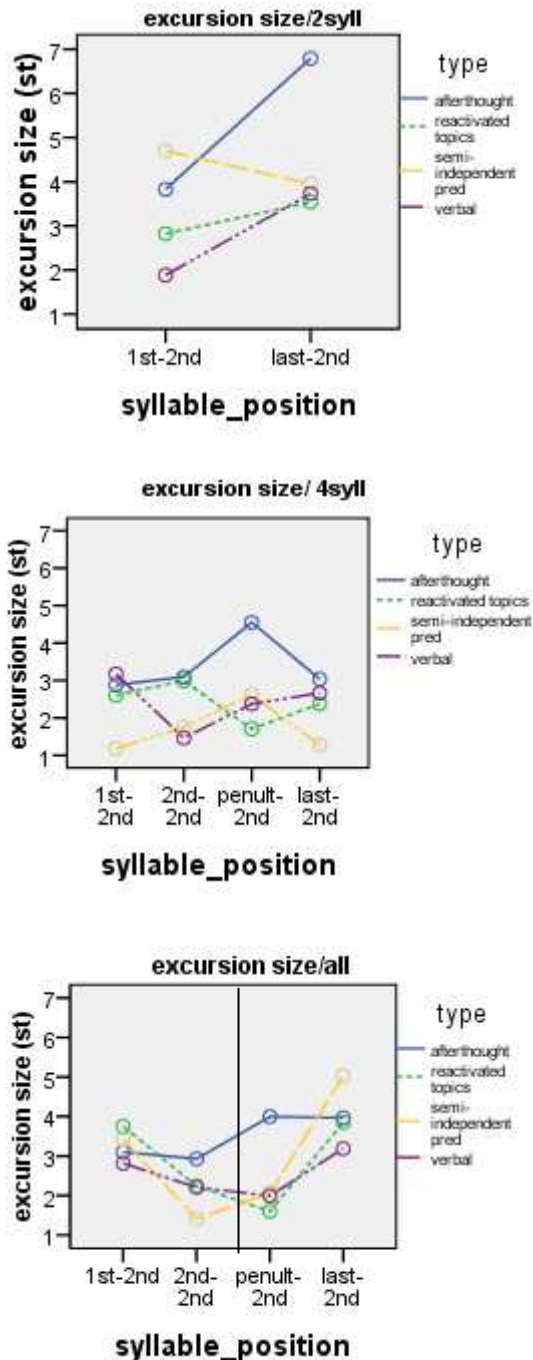 excursion size/2syll
excursion size (st)
7
6
5
4
3
2
1
1st-2nd
last-2nd
syllable_position
type
afterthought
reactivated
topics
semi-
independent
pred
verbal
excursion size/ 4syll
excursion size (st)
7
6
5
4
3
2
1
1st-
2nd
2nd-
2nd
penult-
2nd
last-
2nd
syllable_position
type
afterthought
reactivated topics
semi-independent
pred
verbal
excursion size/all
excursion size (st)
7
6
5
4
3
2
1
1st-2nd
2nd-
2nd
penult-
2nd
last-
2nd
syllable_position
type
afterthought
reactivated
topics
semi-
independent
pred
verbal